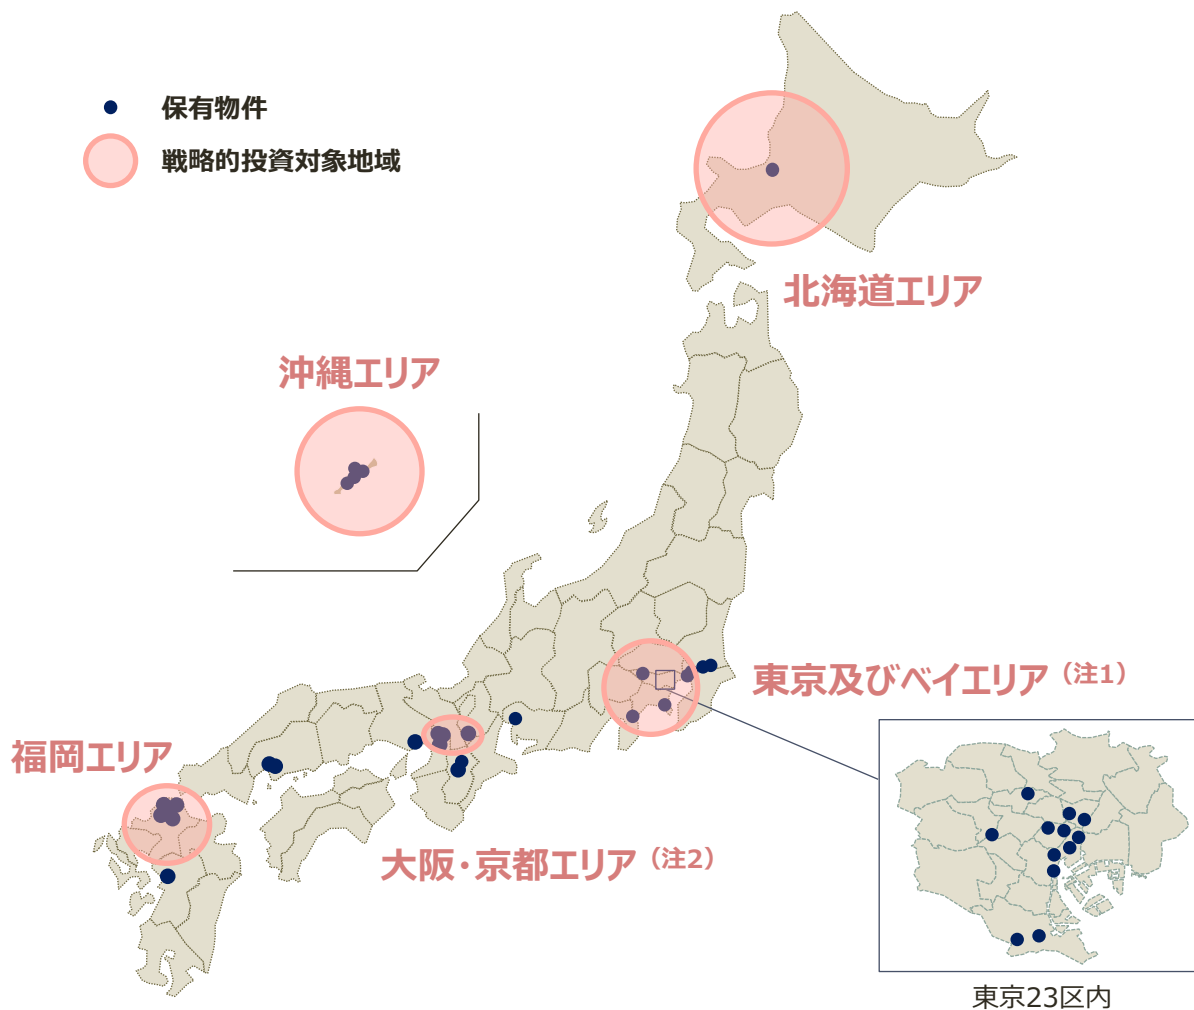 保有物件
戦略的投資対象地域
北海道エリア
沖縄エリア
東京及びベイエリア（注1）
福岡エリア
大阪・京都エリア（注2）
東京23区内